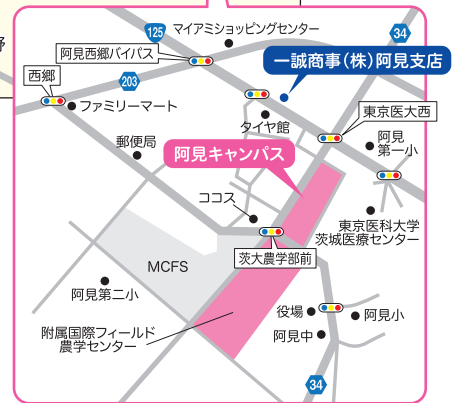 野
125
マイアミショッピングセンター
34
阿見西郷バイパス
一誠商事(株)阿見支店
西郷
203
ファミリーマート
タイヤ館
東京医大西
阿見
第一小
郵便局
阿見キャンパス
ココス
東京医科大学
茨城医療センター
茨大農学部前
MCFS
阿見第二小
役場
阿見小
附属国際フィールド
農学センター
阿見中
34